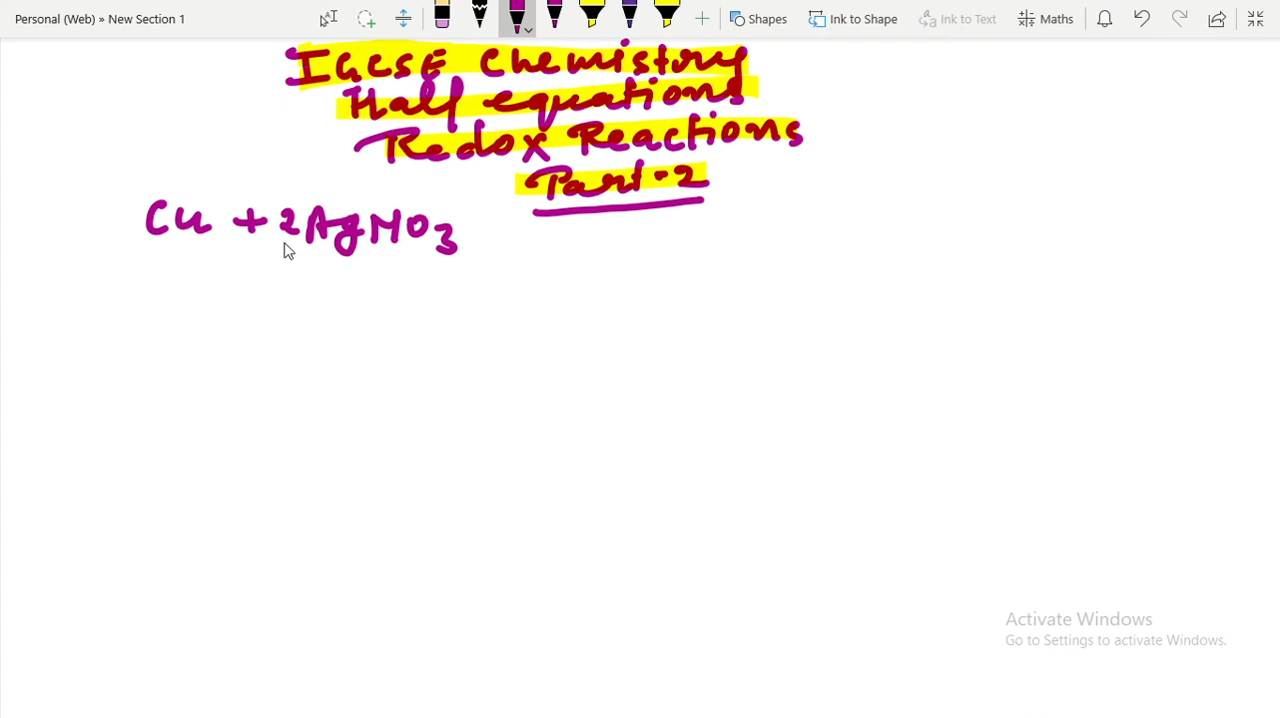 Personal (Web) » New Section 1
Shapes
Ink to Shape
Ink to Text
Maths
IGCSE Chemistory
Half equations
Redox Reactions
Part-2
Cu + 2AgNO3
Activate Windows
Go to Settings to activate Windows.